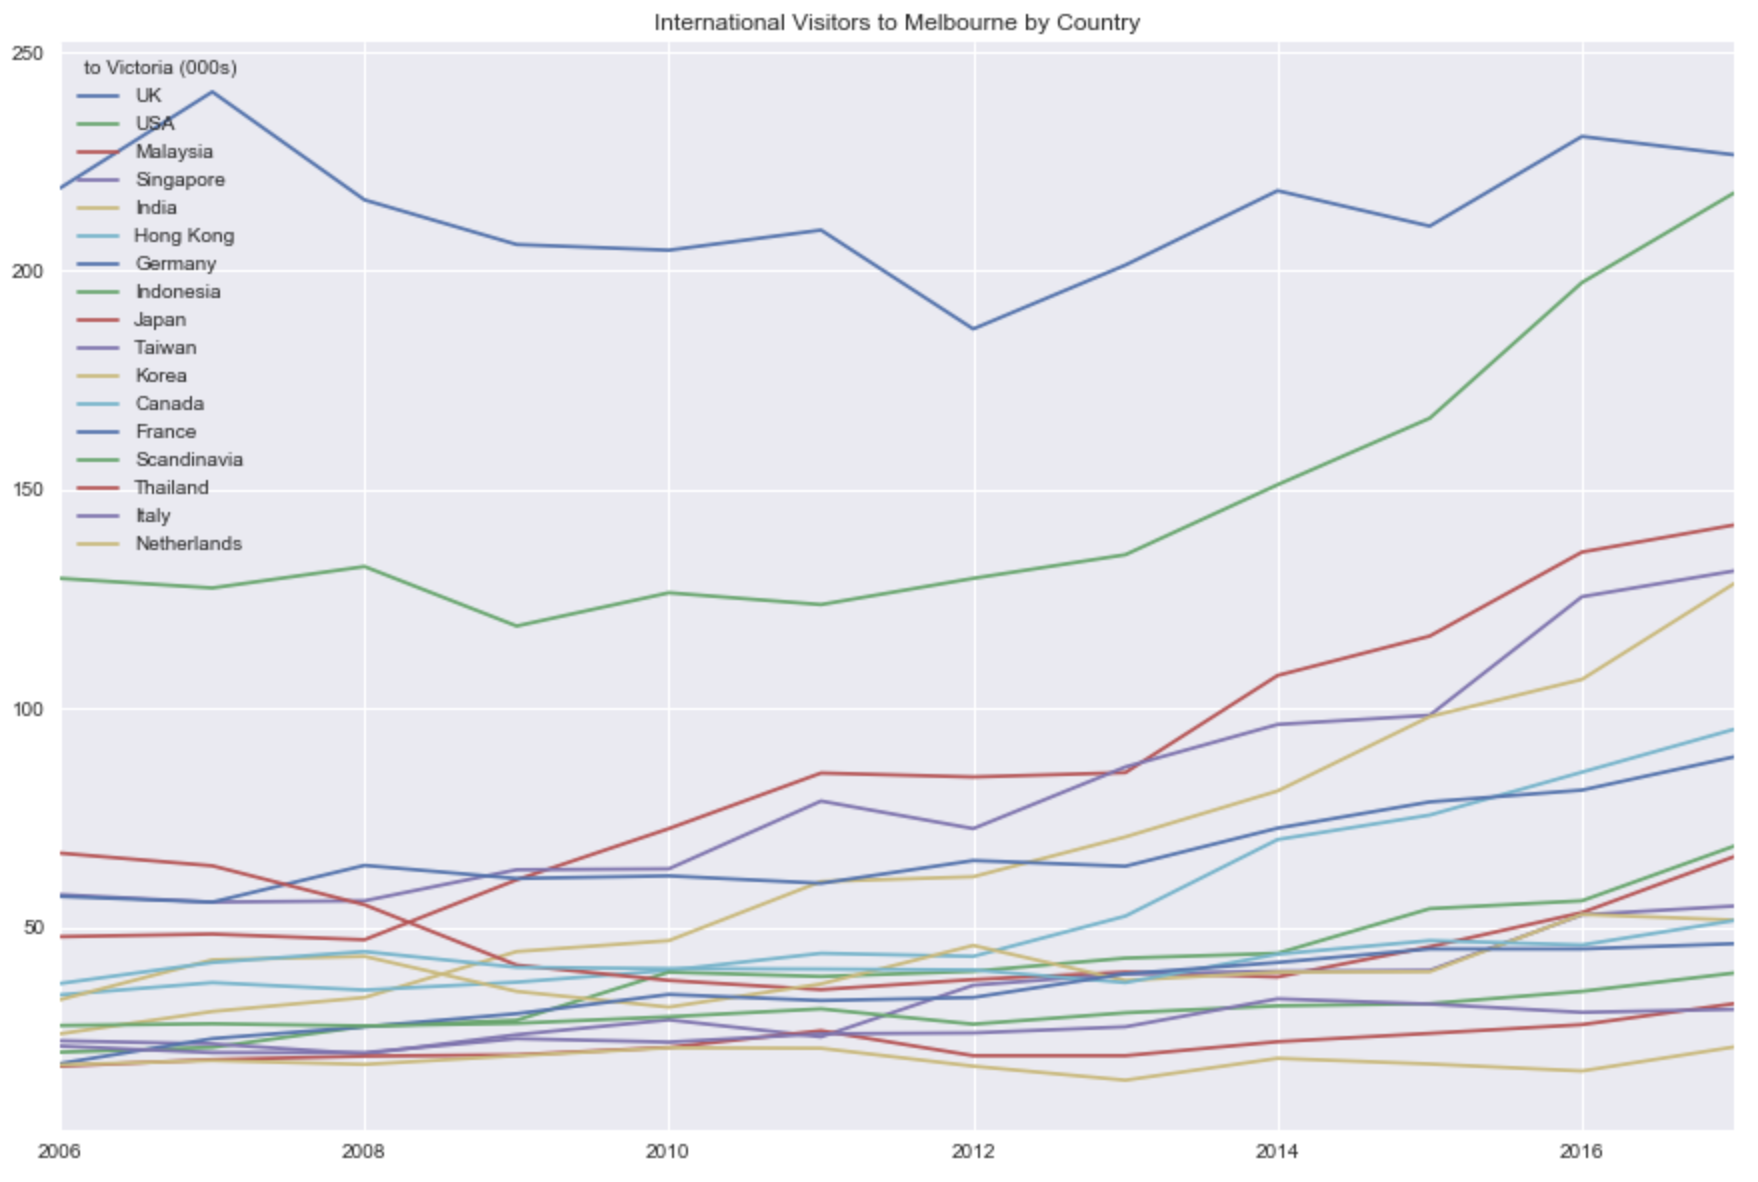 International Visitors to Melbourne by Country
250
200
150
100
50
to Victoria (000s)
UK
USA
Malaysia
Singapore
India
Hong Kong
Germany
Indonesia
Japan
Taiwan
Korea
Canada
France
Scandinavia
Thailand
Italy
Netherlands
2006 2008 2010 2012 2014 2016